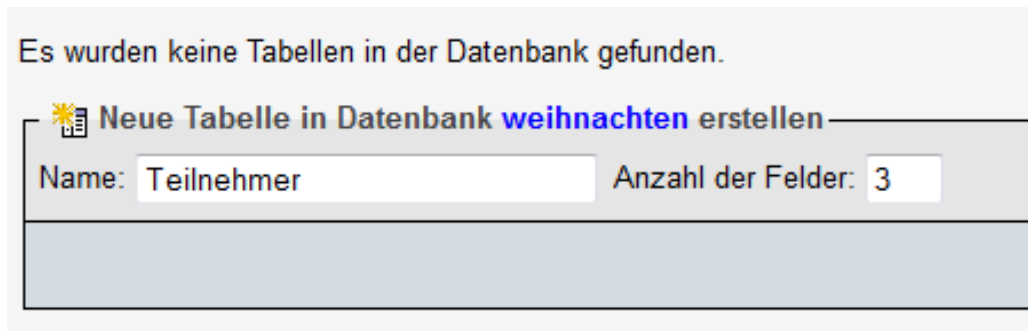 Es wurden keine Tabellen in der Datenbank gefunden.
Neue Tabelle in Datenbank weihnachten erstellen
Name: Teilnehmer Anzahl der Felder: 3